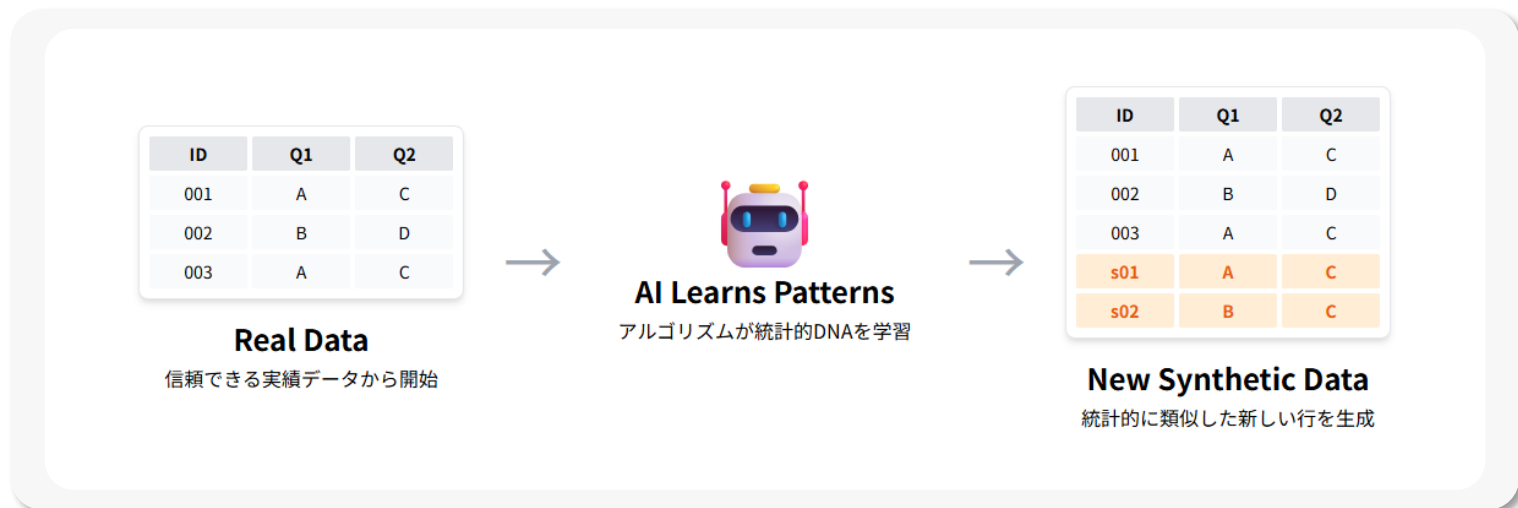 ID Q1 Q2
001 A C
002 B D
003 A C
Real Data
信頼できる実績データから開始
AI Learns Patterns
アルゴリズムが統計的DNAを学習
ID Q1 Q2
001 A C
002 B D
003 A C
s01 A C
s02 B C
New Synthetic Data
統計的に類似した新しい行を生成